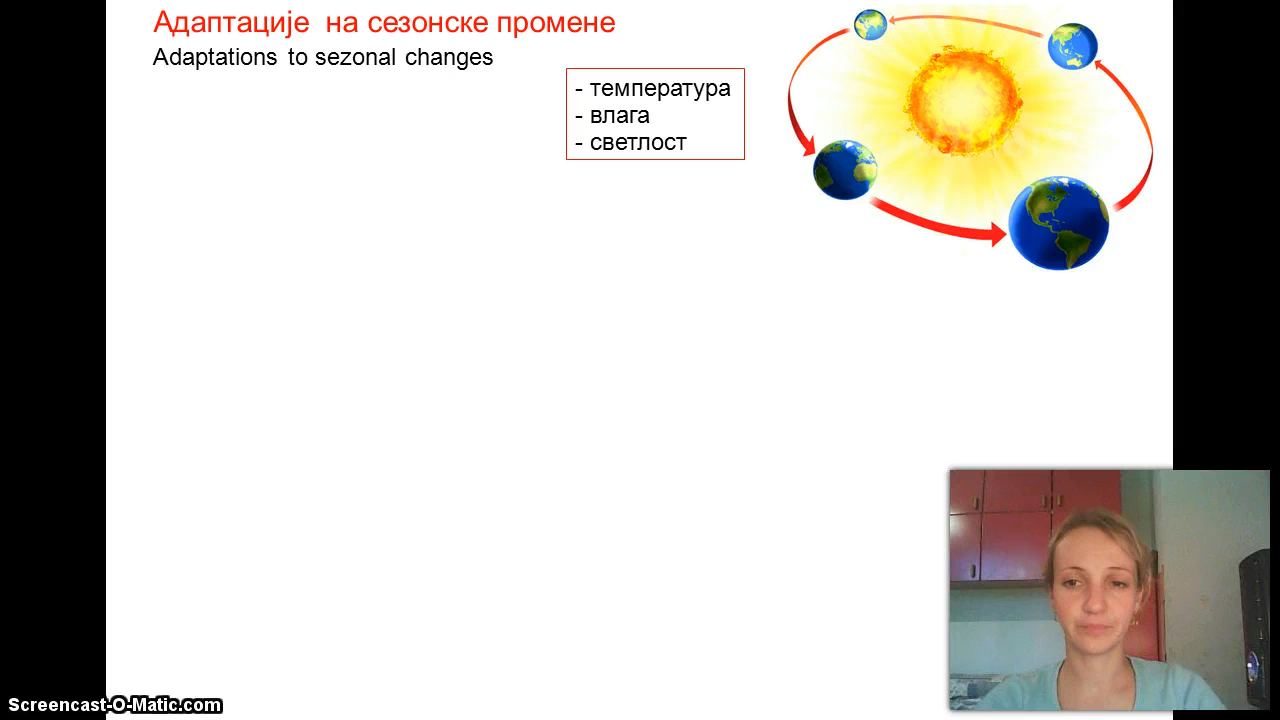 Адаптације на сезонске промене
Adaptations to sezonal changes
- температура
- влага
- светлост
Screencast-O-Matic.com